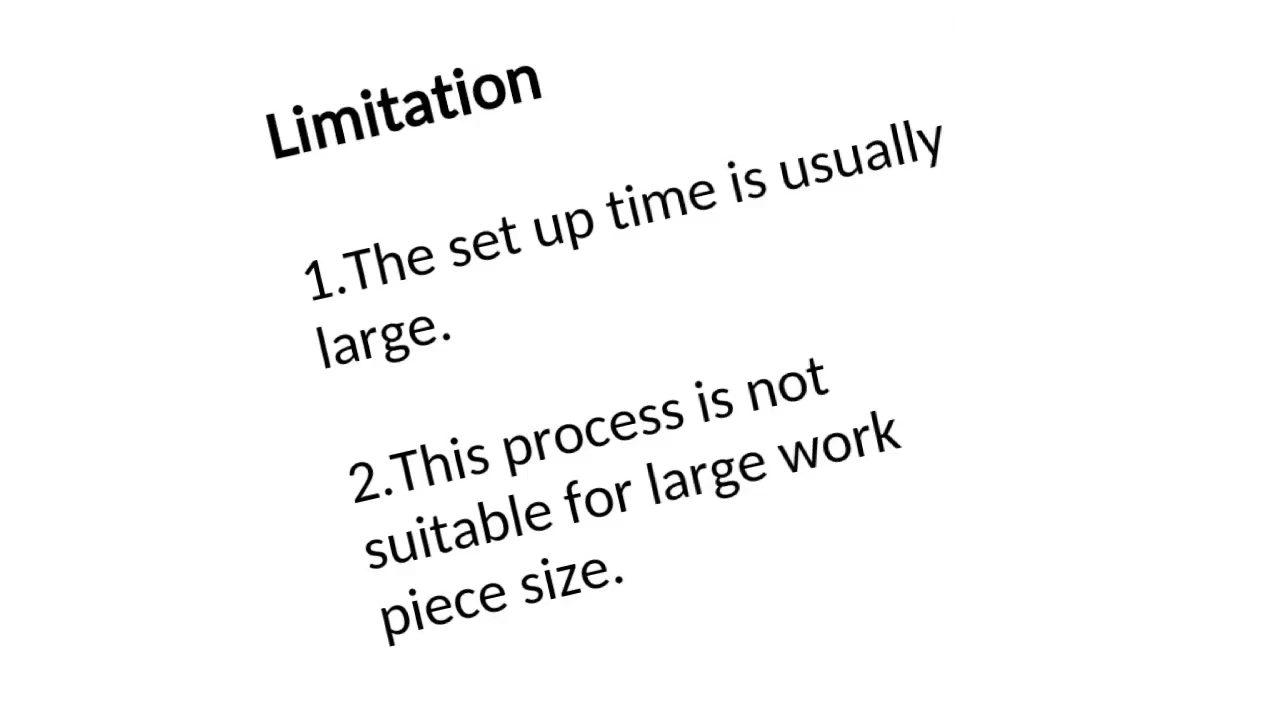 Limitation
1.The set up time is usually
large.
2.This process is not
suitable for large work
piece size.